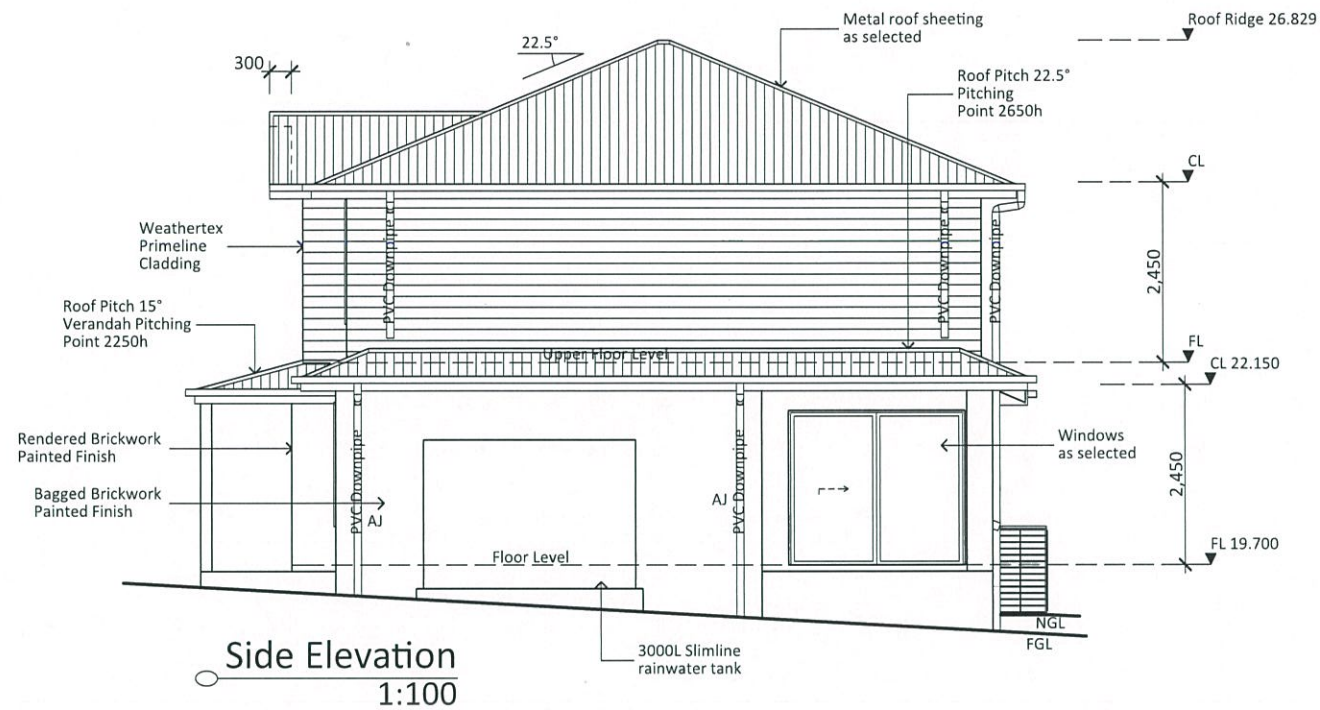 Metal roof sheeting
as selected
Roof Ridge 26.829
22.5°
300
Roof Pitch 22.5°
Pitching
Point 2650h
CL
Weathertex
Primeline
Cladding
PVC Downpipe
PVC Downpipe
PVC Downpipe
2,450
Roof Pitch 15°
Verandah Pitching
Point 2250h
Upper Floor Level
FL
CL 22.150
Rendered Brickwork
Painted Finish
Windows
as selected
Bagged Brickwork
Painted Finish
PVC Downpipe
AJ
AJ
PVC Downpipe
2,450
Floor Level
FL 19.700
NGL
FGL
3000L Slimline
rainwater tank
Side Elevation
1:100